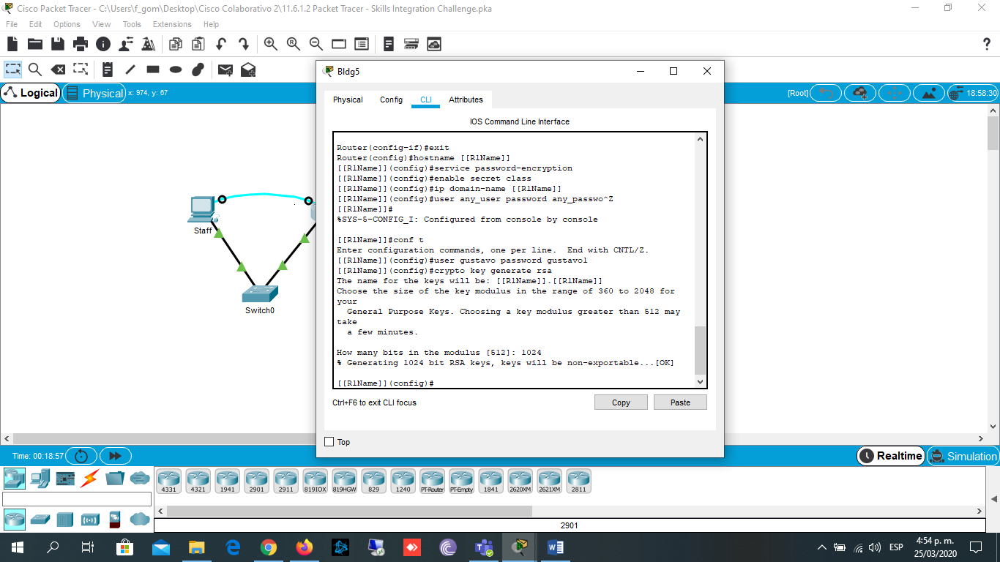 Cisco Packet Tracer - C:\Users\f_gom\Desktop\Cisco Colaborativo 2\11.6.1.2 Packet Tracer - Skills Integration Challenge.pka
File Edit Options View Tools Extensions Help
Logical
Physical
x: 974, y: 67
[Root]
18:58:30
Staff
Switch0
Bldg5
Physical Config CLI Attributes
IOS Command Line Interface
Router(config-if)#exit
Router(config)#hostname [[R1Name]]
[[R1Name]](config)#service password-encryption
[[R1Name]](config)#enable secret class
[[R1Name]](config)#ip domain-name [[R1Name]]
[[R1Name]](config)#user any_user password any_passwo^Z
[[R1Name]]#
%SYS-5-CONFIG_I: Configured from console by console
[[R1Name]]#conf t
Enter configuration commands, one per line.  End with CNTL/Z.
[[R1Name]](config)#user gustavo password gustavo1
[[R1Name]](config)#crypto key generate rsa
The name for the keys will be: [[R1Name]].[[R1Name]]
Choose the size of the key modulus in the range of 360 to 2048 for
your
General Purpose Keys. Choosing a key modulus greater than 512 may
take
a few minutes.
How many bits in the modulus [512]: 1024
% Generating 1024 bit RSA keys, keys will be non-exportable...[OK]
[[R1Name]](config)#
Ctrl+F6 to exit CLI focus
Copy
Paste
Top
Time: 00:18:57
Realtime
Simulation
4331 4321 1941 2901 2911 819IOX 819HGW 829 1240 PT-Router PT-Empty 1841 2620XM 2621XM 2811
2901
ESP
4:54 p. m.
25/03/2020